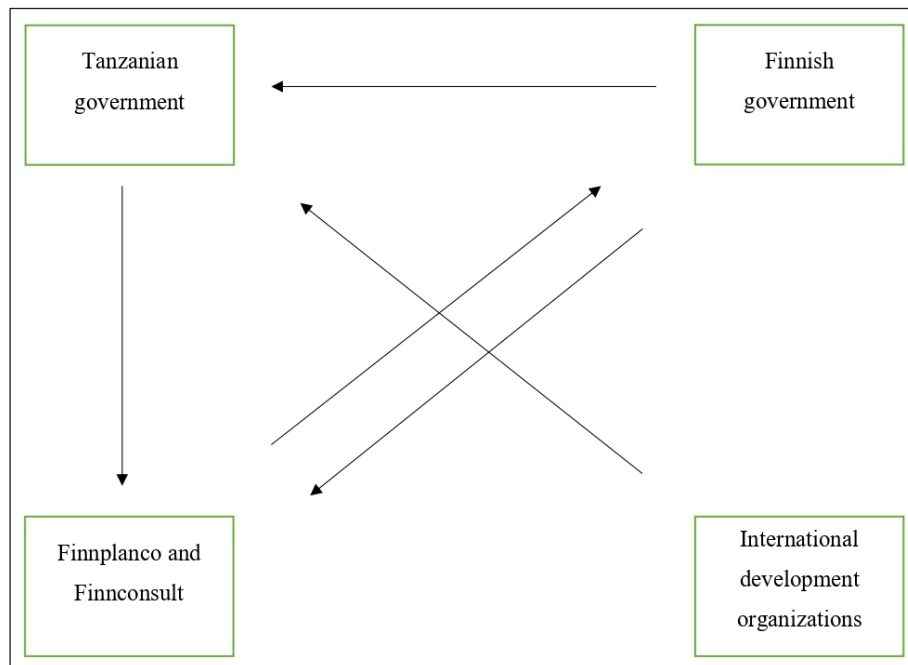 Tanzanian
government
Finnish
government
Finnplanco and
Finnconsult
International
development
organizations